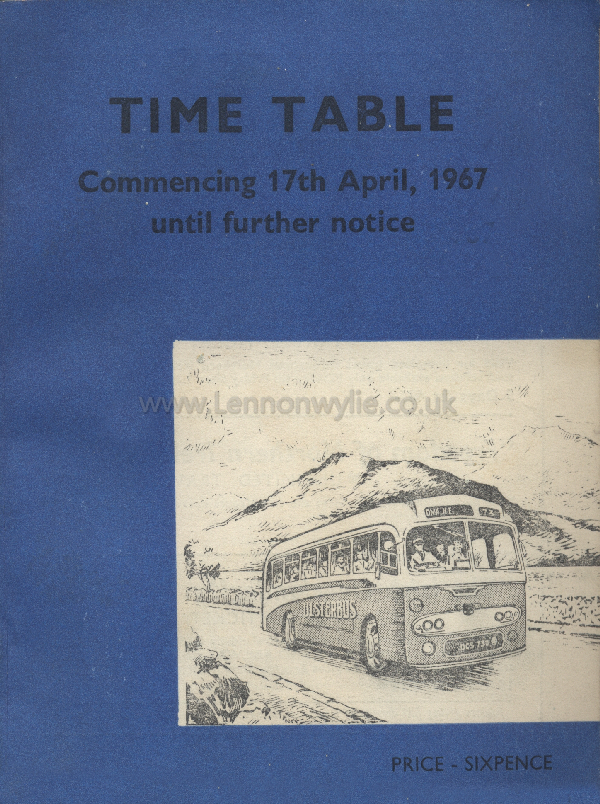 TIME TABLE
Commencing 17th April, 1967
until further notice
www.Lennonwylie.co.uk
ULSTERBUS
PRICE - SIXPENCE